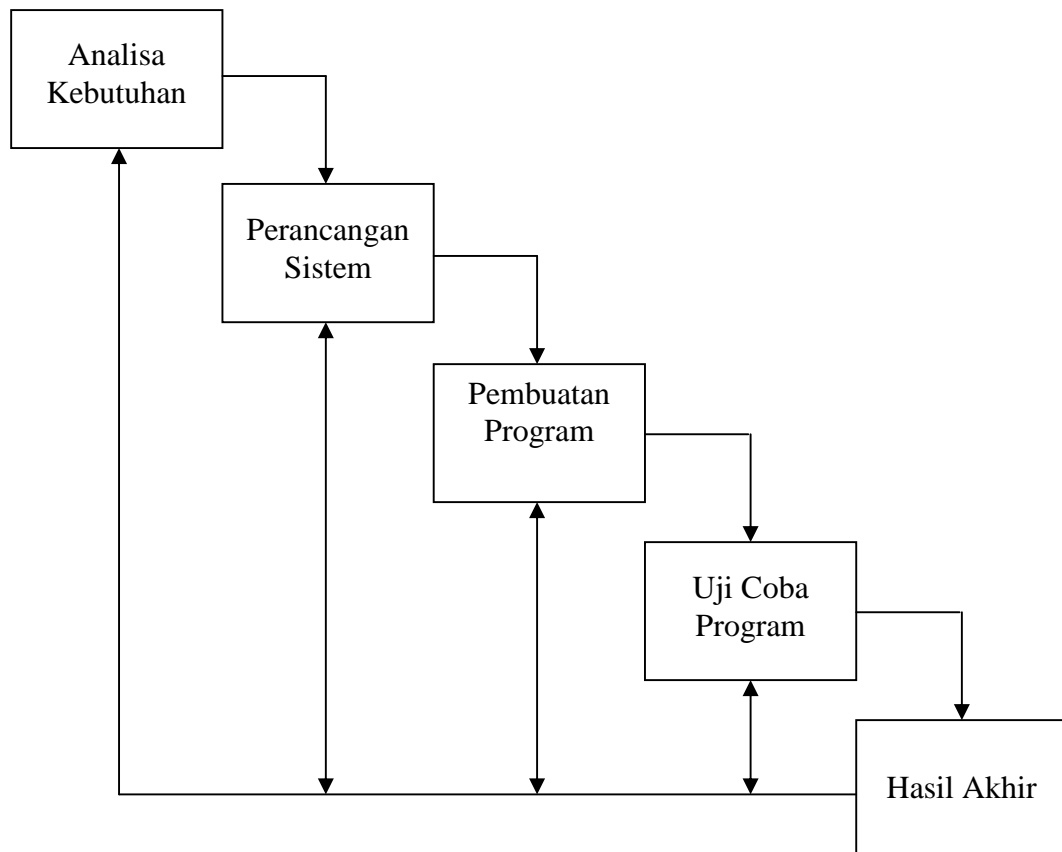 Analisa
Kebutuhan
Perancangan
Sistem
Pembuatan
Program
Uji Coba
Program
Hasil Akhir